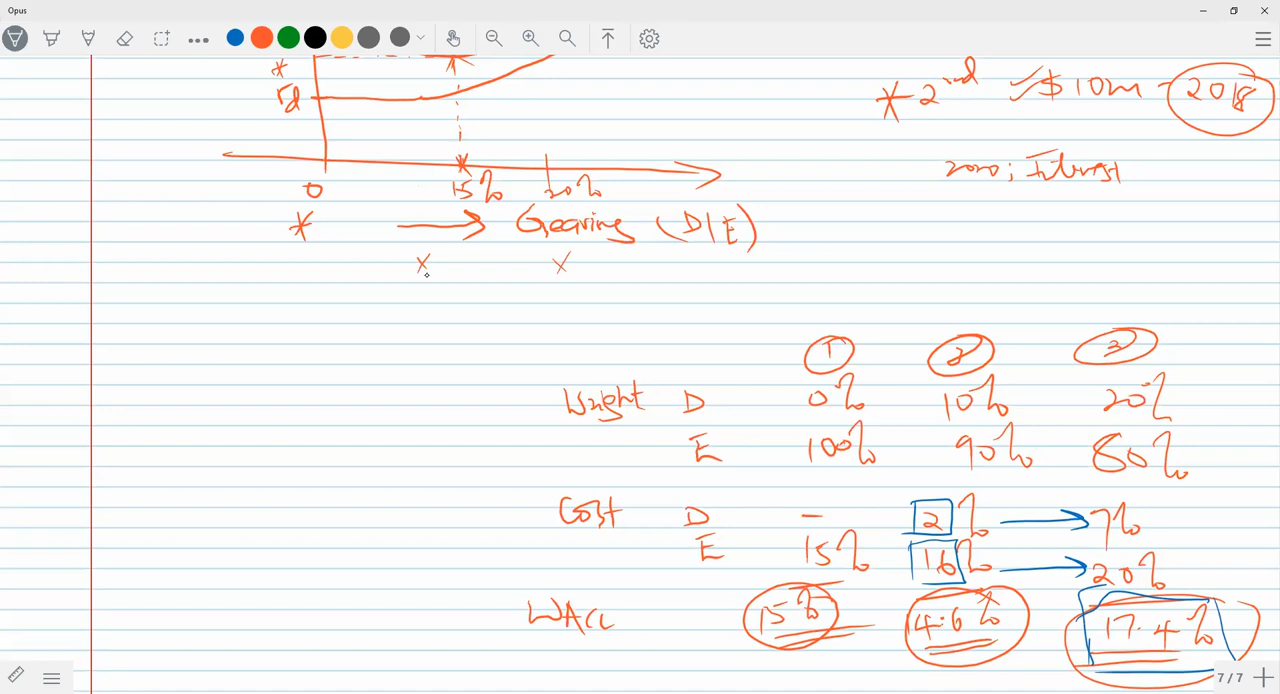 Opus
* 2nd ✓$ 10m - 2018
rd
2020; Interest
0 15% 20%
* → Gearing (D/E)
x x
① ② ③
Weight D 0% 10% 20%
E 100% 90% 80%
Cost D – 2% → 7%
E 15% 16% → 20%
WACC 15% 14.6% 17.4%
7/7